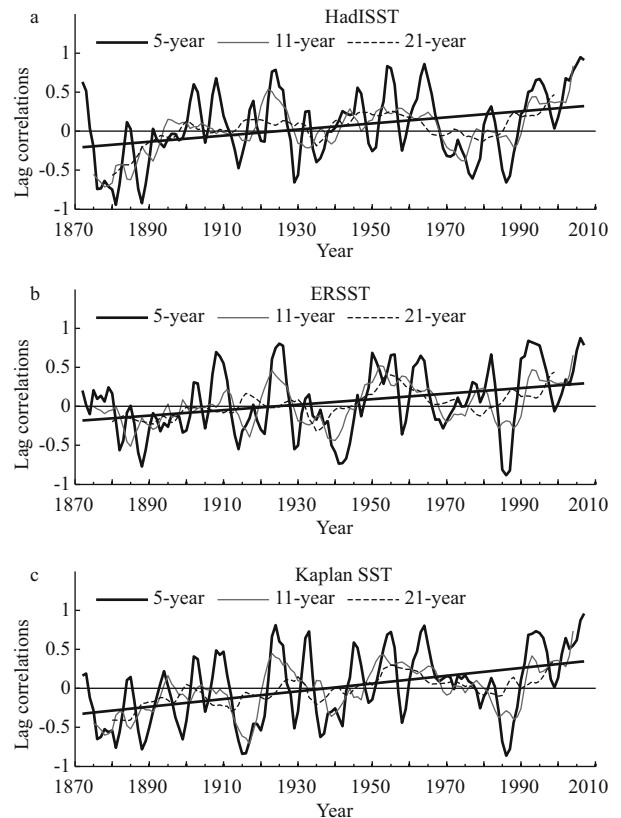 a HadISST
5-year 11-year 21-year
1
0.5
0
-0.5
-1
Lag correlations
1870 1890 1910 1930 1950 1970 1990 2010
Year
b ERSST
5-year 11-year 21-year
1
0.5
0
-0.5
-1
Lag correlations
1870 1890 1910 1930 1950 1970 1990 2010
Year
c Kaplan SST
5-year 11-year 21-year
1
0.5
0
-0.5
-1
Lag correlations
1870 1890 1910 1930 1950 1970 1990 2010
Year